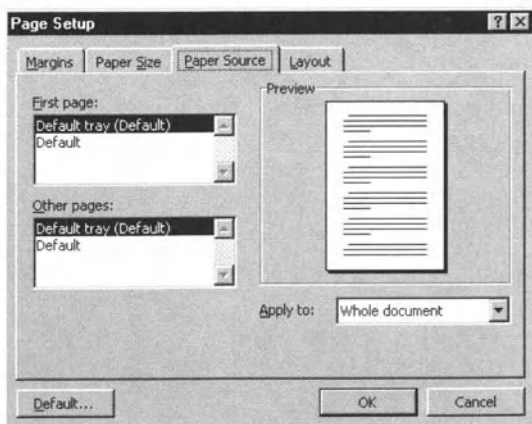 Page Setup
Margins
Paper Size
Paper Source
Layout
First page:
Default tray (Default)
Default
Other pages:
Default tray (Default)
Default
Preview
Apply to:
Whole document
Default...
OK
Cancel